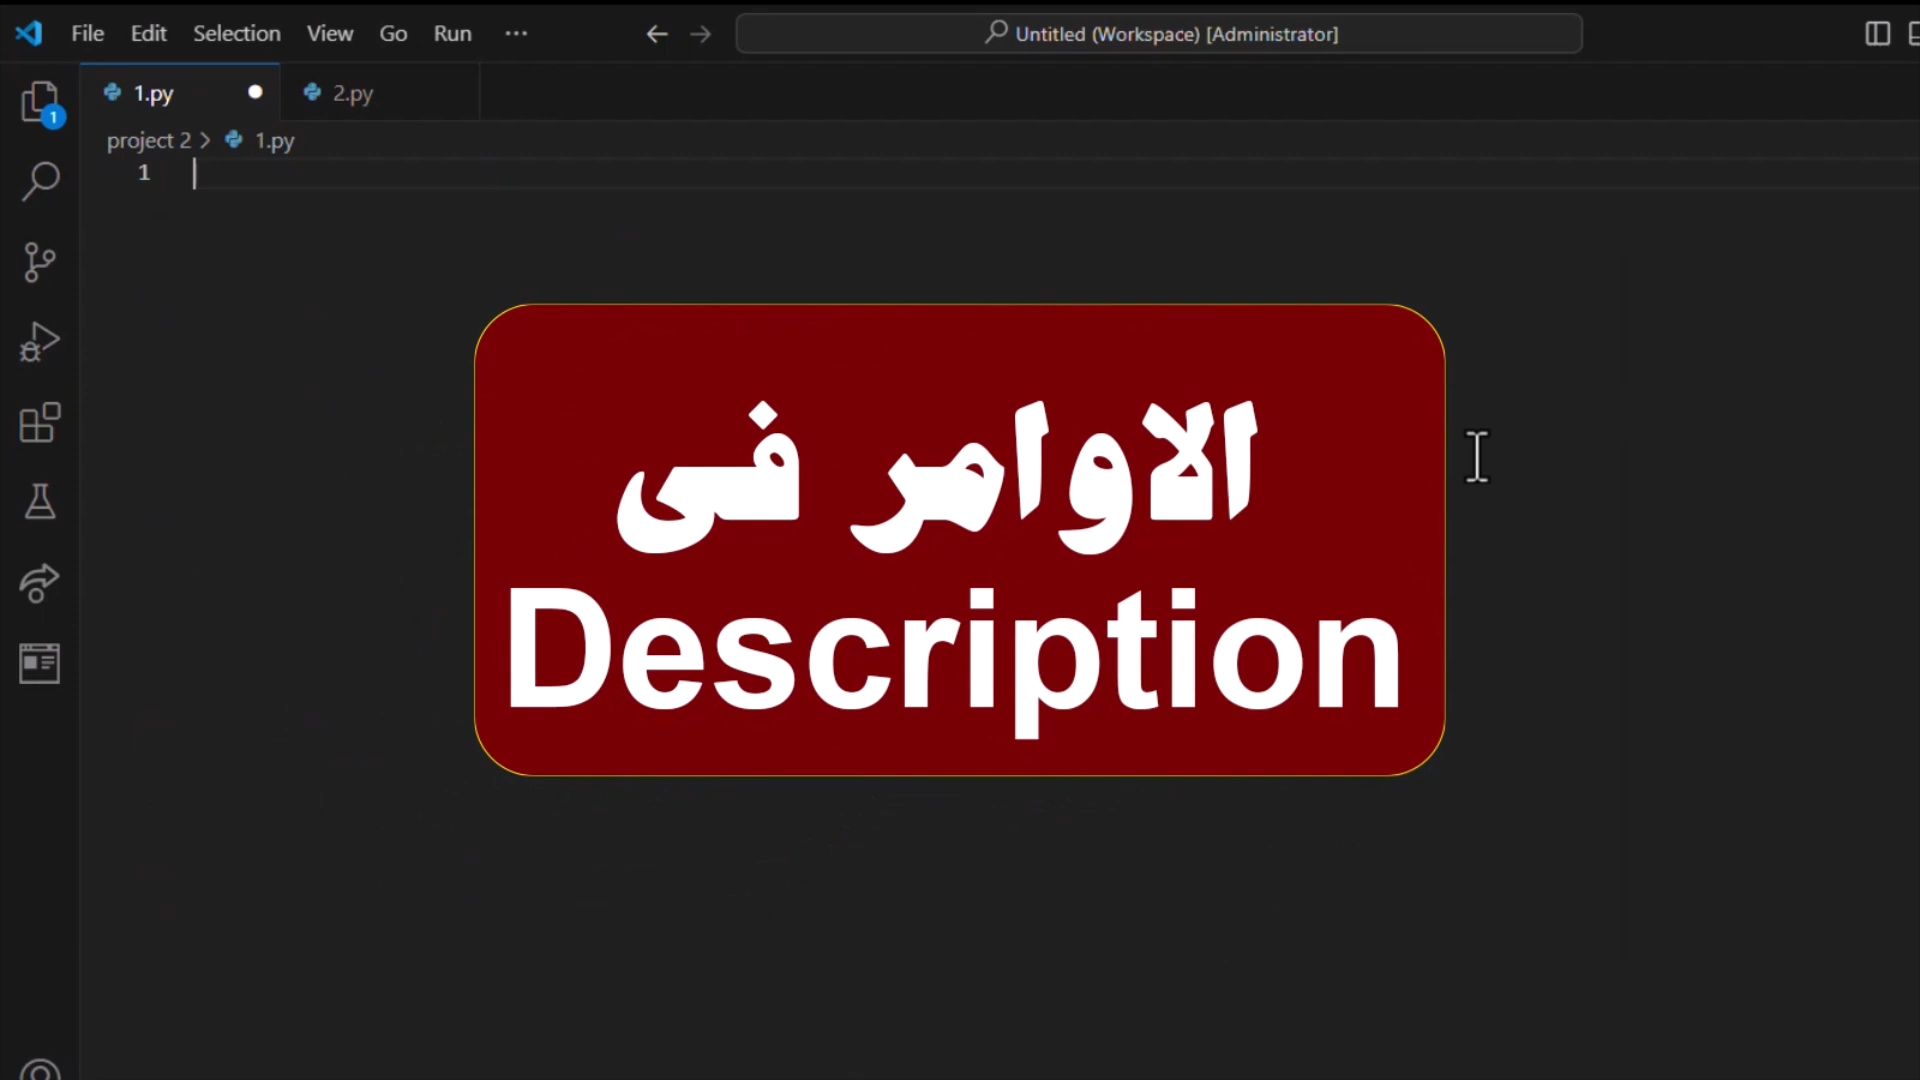 File Edit Selection View Go Run ...
Untitled (Workspace) [Administrator]
1.py 2.py
1
project 2 > 1.py
1
الاوامر فى
Description